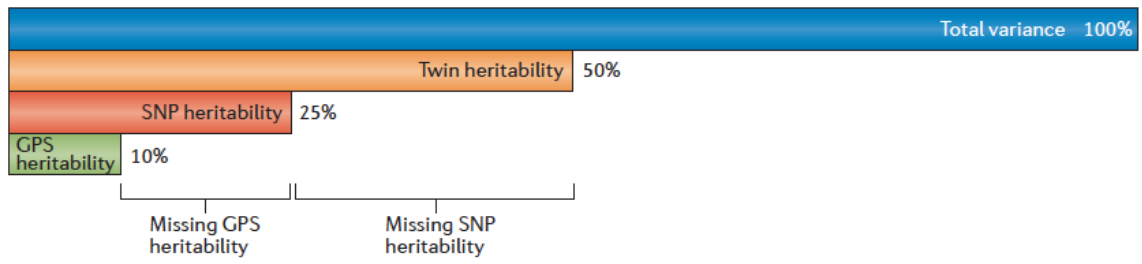 Total variance 100%
Twin heritability 50%
SNP heritability 25%
GPS
heritability 10%
Missing GPS
heritability
Missing SNP
heritability